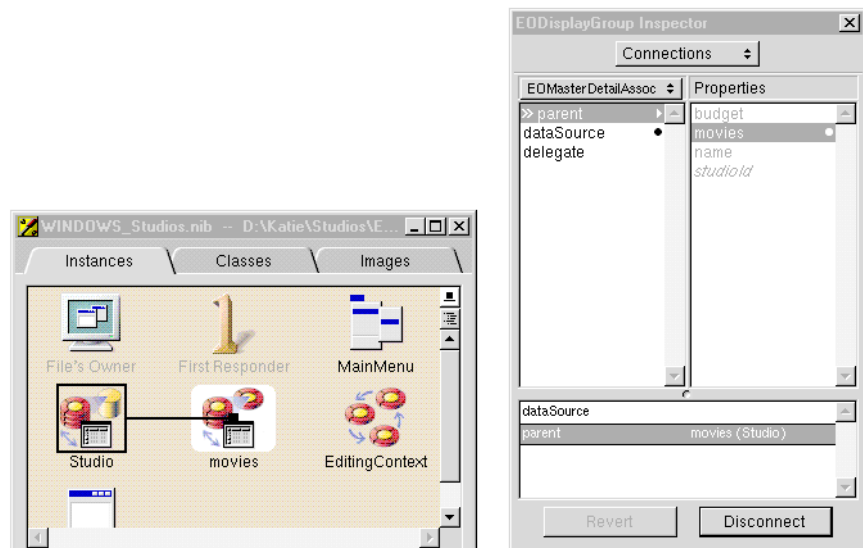 EODisplayGroup Inspector
Connections
EOMasterDetailAssoc
Properties
parent
dataSource
delegate
budget
movies
name
studioId
dataSource
parent movies (Studio)
Revert
Disconnect
WINDOWS_Studios.nib -- D:\Katie\Studios\E...
Instances
Classes
Images
File's Owner
First Responder
MainMenu
Studio
movies
EditingContext